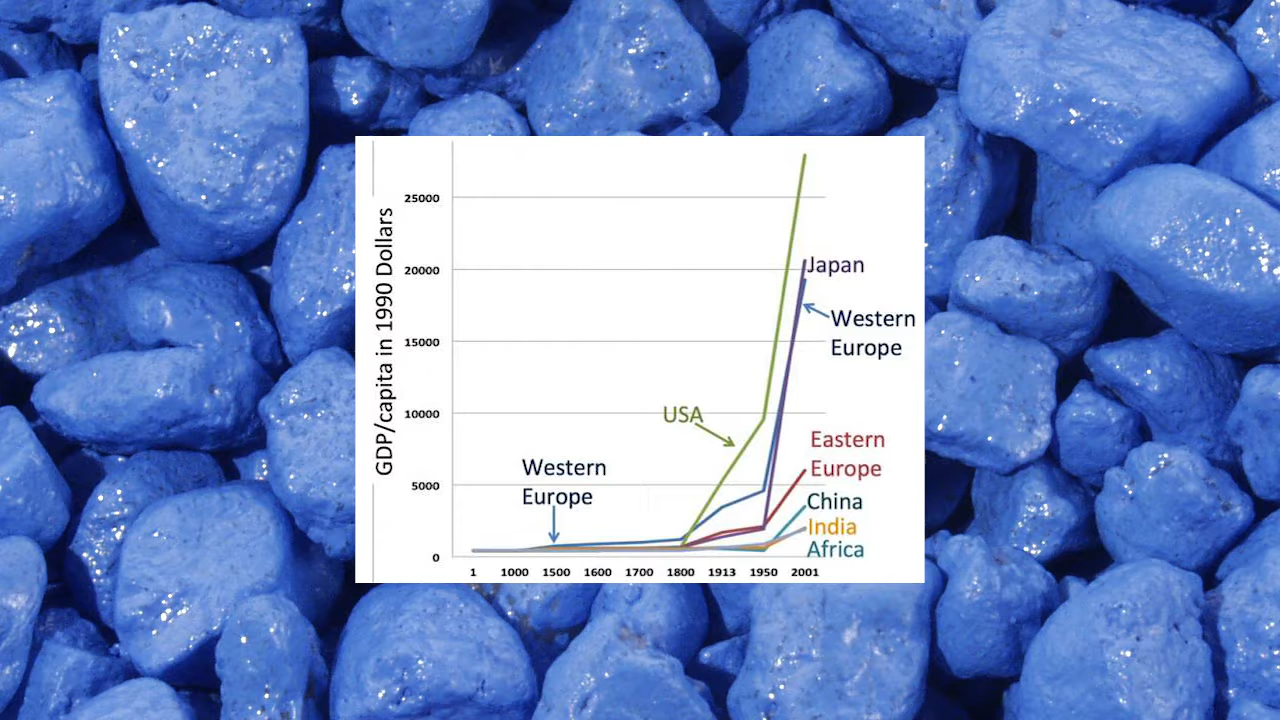 GDP/capita in 1990 Dollars
25000
20000
15000
10000
5000
0
Japan
Western
Europe
USA
Eastern
Europe
Western
Europe
China
India
Africa
1 1000 1500 1600 1700 1800 1913 1950 2001